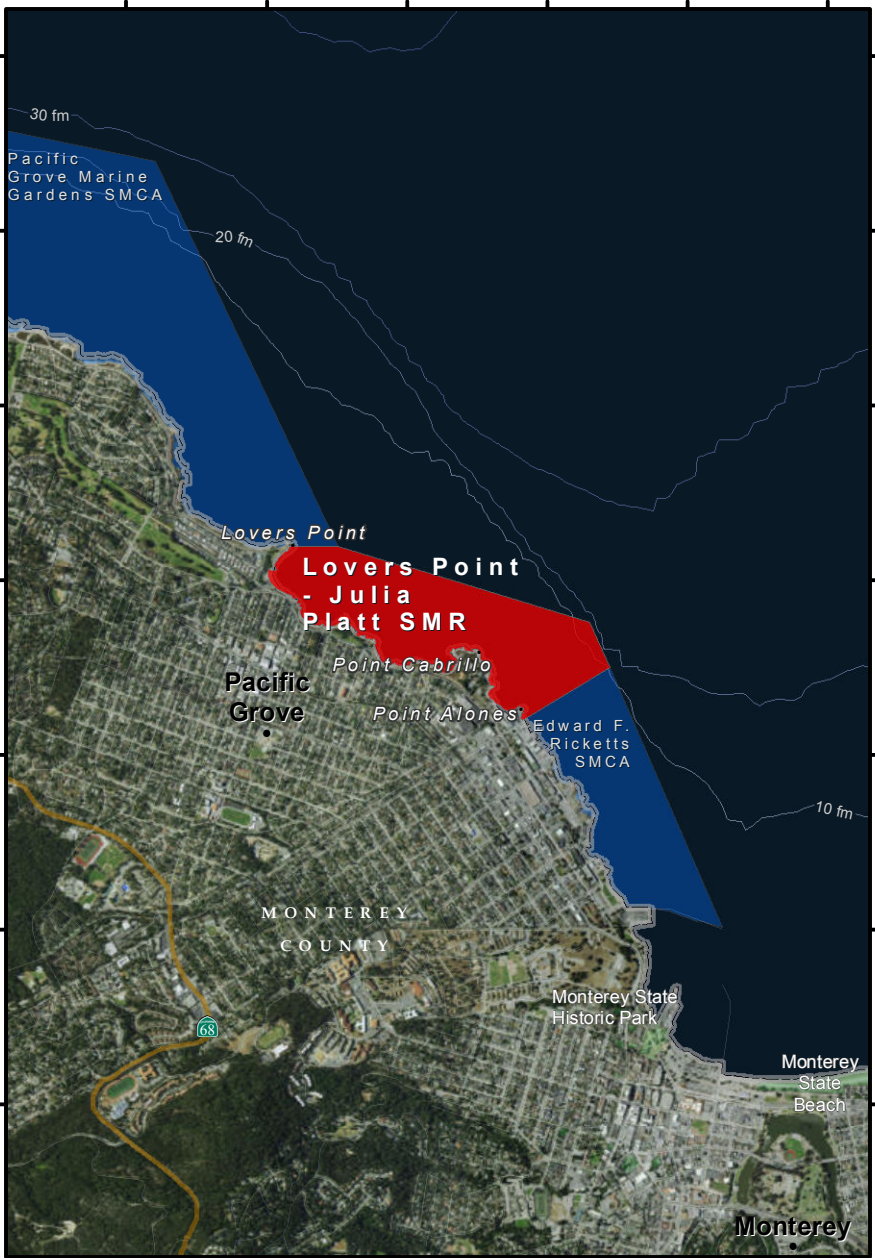 30 fm
Pacific
Grove Marine
Gardens SMCA
20 fm
Lovers Point
Lovers Point
- Julia
Platt SMR
Point Cabrillo
Pacific
Grove
Point Alones
Edward F.
Ricketts
SMCA
10 fm
MONTEREY
COUNTY
Monterey State
Historic Park
68
Monterey
State
Beach
Monterey